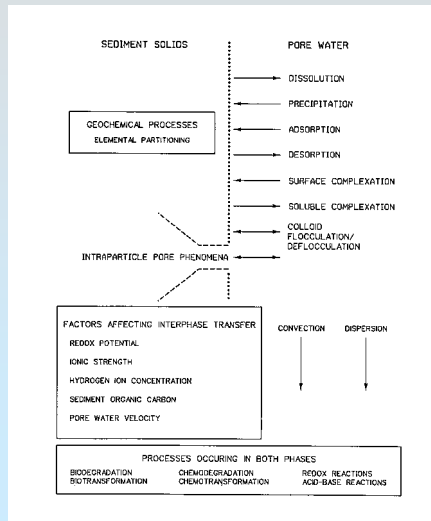 SEDIMENT SOLIDS
PORE WATER
DISSOLUTION
PRECIPITATION
GEOCHEMICAL PROCESSES
ELEMENTAL PARTITIONING
ADSORPTION
DESORPTION
SURFACE COMPLEXATION
SOLUBLE COMPLEXATION
COLLOID
FLOCCULATION/
DEFLOCCULATION
INTRAPARTICLE PORE PHENOMENA
FACTORS AFFECTING INTERPHASE TRANSFER
REDOX POTENTIAL
IONIC STRENGTH
HYDROGEN ION CONCENTRATION
SEDIMENT ORGANIC CARBON
PORE WATER VELOCITY
CONVECTION
DISPERSION
PROCESSES OCCURING IN BOTH PHASES
BIODEGRADATION CHEMODEGRADATION REDOX REACTIONS
BIOTRANSFORMATION CHEMOTRANSFORMATION ACID-BASE REACTIONS